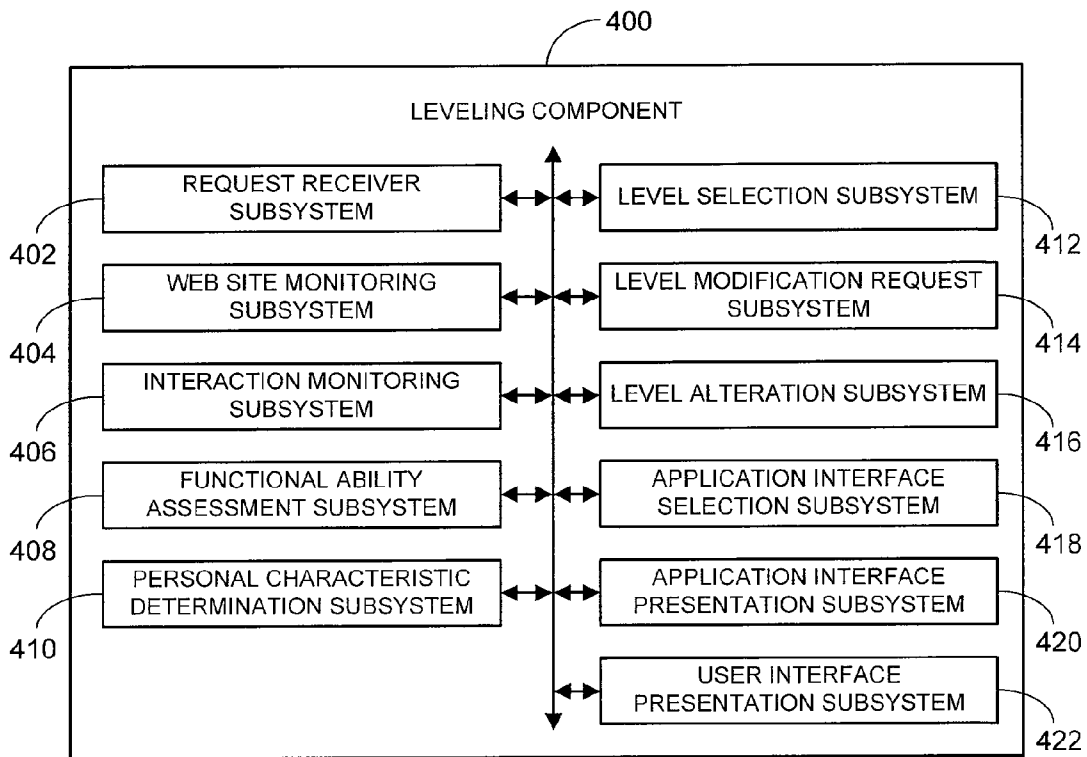 400
LEVELING COMPONENT
REQUEST RECEIVER
SUBSYSTEM
402
WEB SITE MONITORING
SUBSYSTEM
404
INTERACTION MONITORING
SUBSYSTEM
406
FUNCTIONAL ABILITY
ASSESSMENT SUBSYSTEM
408
PERSONAL CHARACTERISTIC
DETERMINATION SUBSYSTEM
410
LEVEL SELECTION SUBSYSTEM
412
LEVEL MODIFICATION REQUEST
SUBSYSTEM
414
LEVEL ALTERATION SUBSYSTEM
416
APPLICATION INTERFACE
SELECTION SUBSYSTEM
418
APPLICATION INTERFACE
PRESENTATION SUBSYSTEM
420
USER INTERFACE
PRESENTATION SUBSYSTEM
422